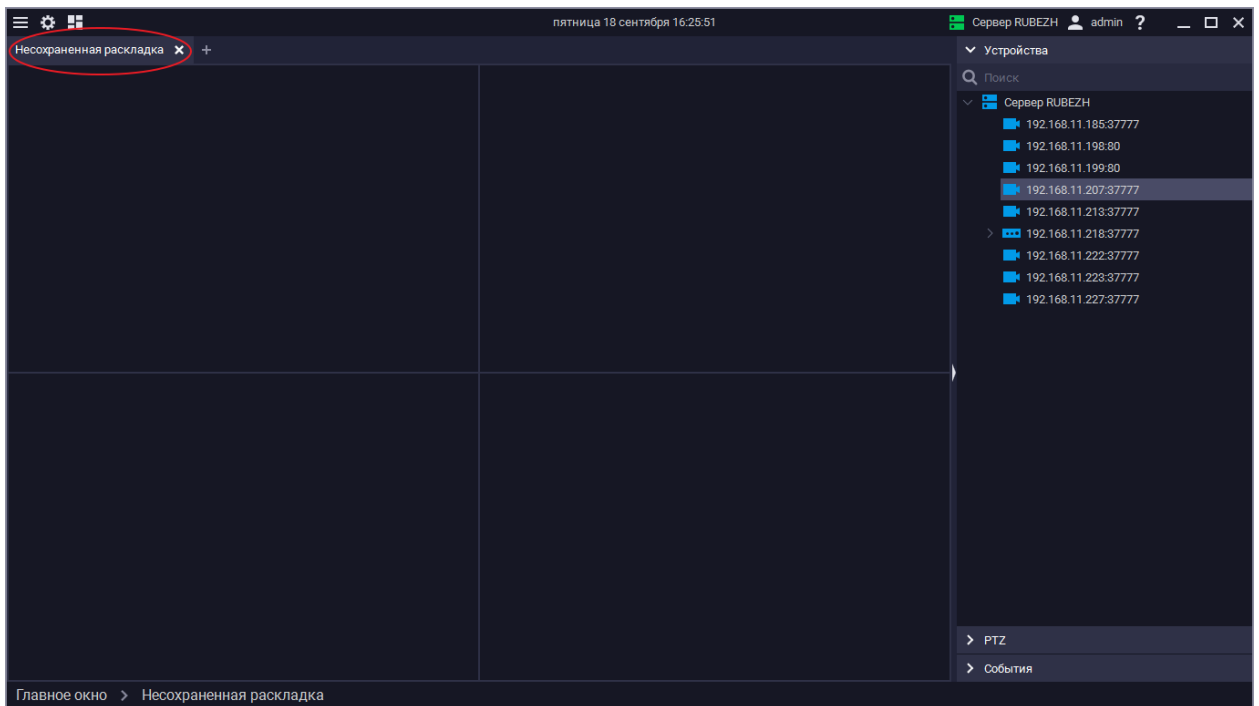 пятница 18 сентября 16:25:51
Сервер RUBEZH admin ?
Несохраненная раскладка
Устройства
Поиск
Сервер RUBEZH
192.168.11.185:37777
192.168.11.198:80
192.168.11.199:80
192.168.11.207:37777
192.168.11.213:37777
192.168.11.218:37777
192.168.11.222:37777
192.168.11.223:37777
192.168.11.227:37777
PTZ
События
Главное окно > Несохраненная раскладка